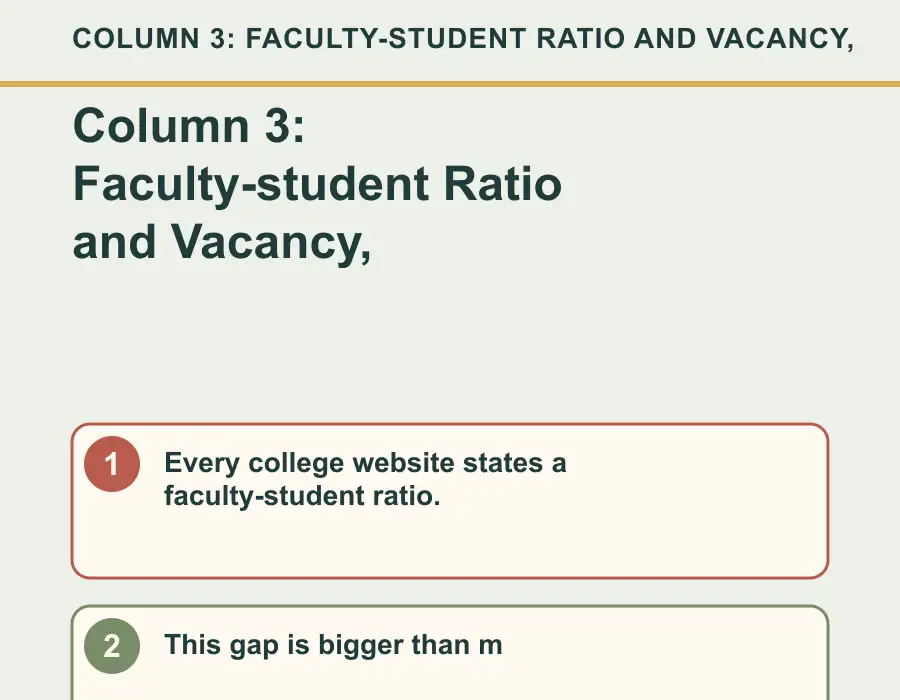 COLUMN 3: FACULTY-STUDENT RATIO AND VACANCY,
Column 3:
Faculty-student Ratio
and Vacancy,
1
Every college website states a
faculty-student ratio.
2
This gap is bigger than m